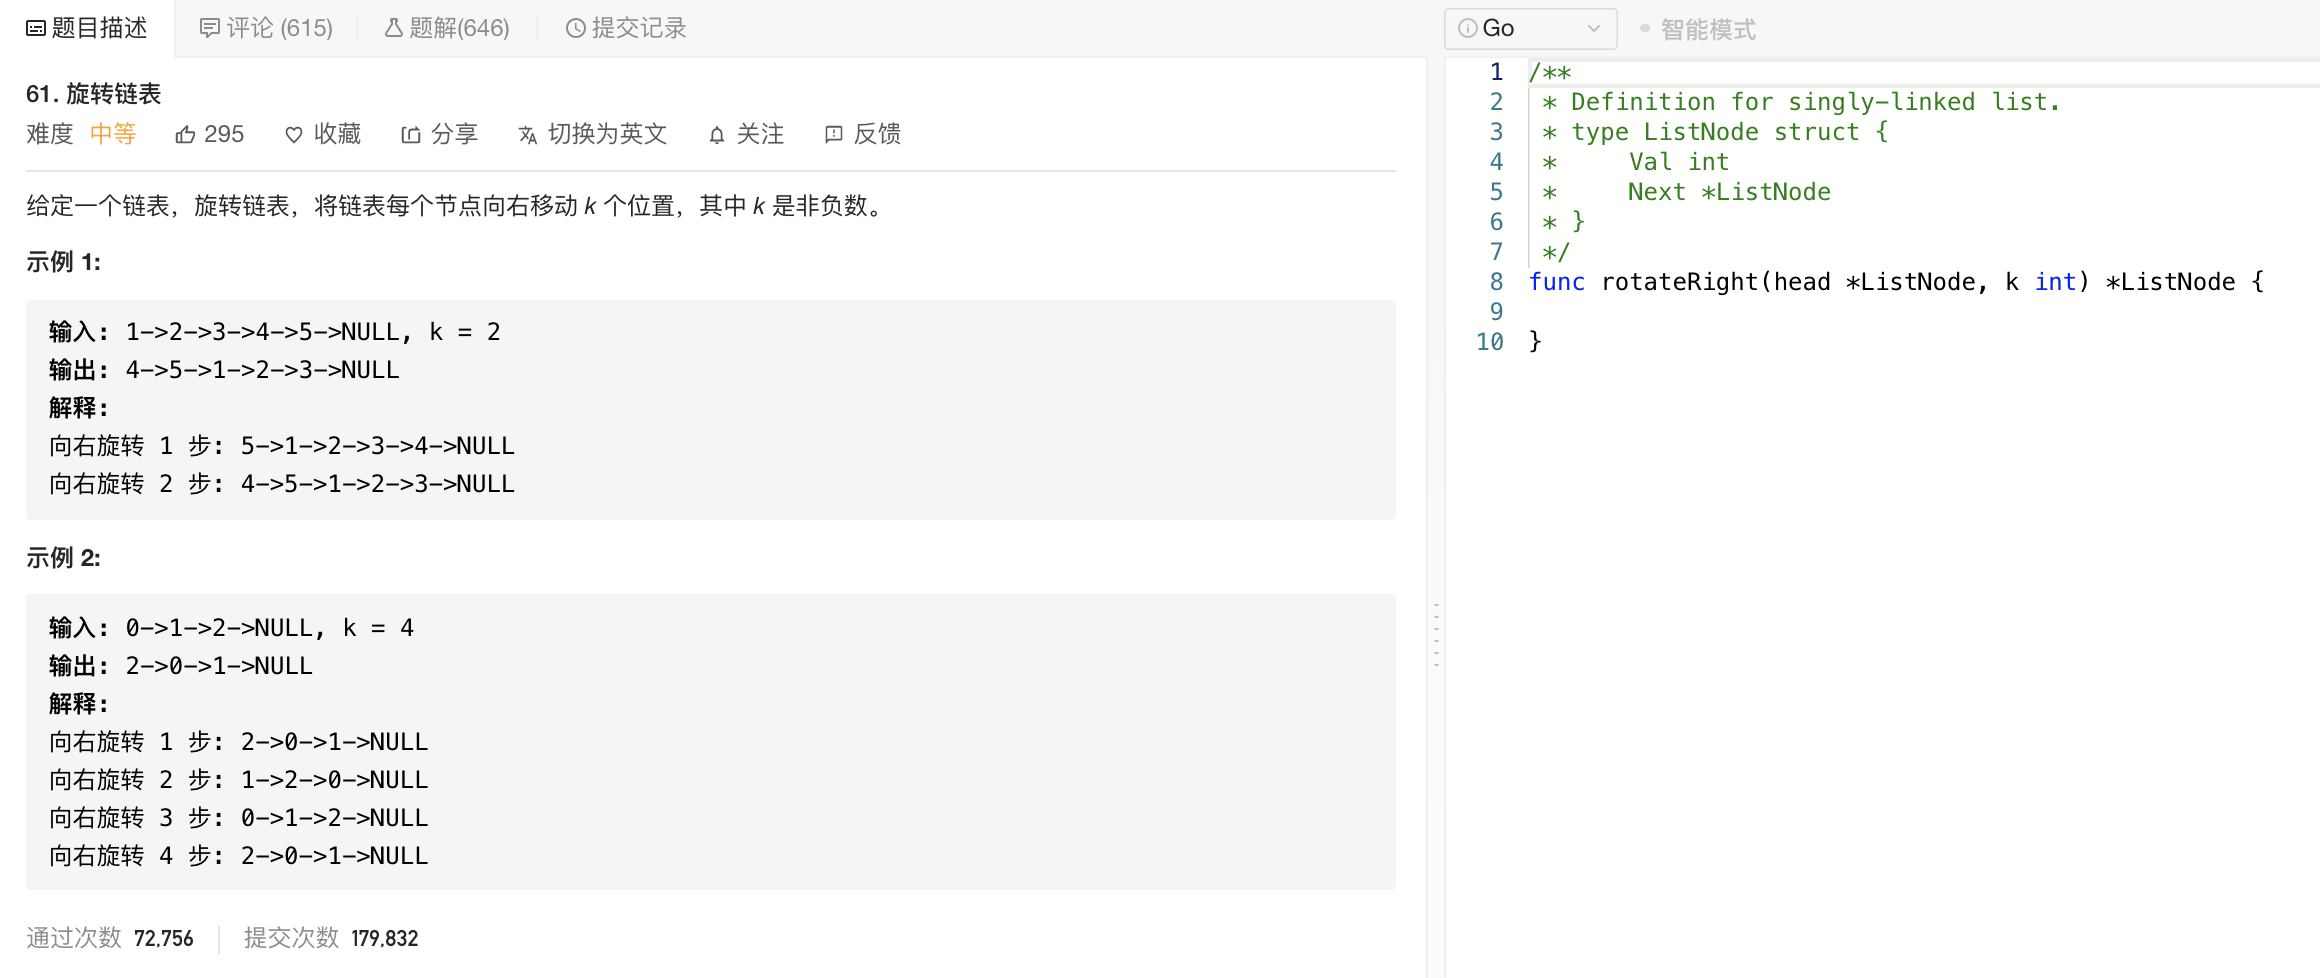 题目描述
评论 (615)
题解(646)
提交记录
61. 旋转链表
难度 中等 295 收藏 分享 切换为英文 关注 反馈
给定一个链表，旋转链表，将链表每个节点向右移动 k 个位置，其中 k 是非负数。
示例 1:
输入: 1->2->3->4->5->NULL, k = 2
输出: 4->5->1->2->3->NULL
解释:
向右旋转 1 步: 5->1->2->3->4->NULL
向右旋转 2 步: 4->5->1->2->3->NULL
示例 2:
输入: 0->1->2->NULL, k = 4
输出: 2->0->1->NULL
解释:
向右旋转 1 步: 2->0->1->NULL
向右旋转 2 步: 1->2->0->NULL
向右旋转 3 步: 0->1->2->NULL
向右旋转 4 步: 2->0->1->NULL
通过次数 72,756 提交次数 179,832
Go
智能模式
1 /**
2  * Definition for singly-linked list.
3  * type ListNode struct {
4  *     Val int
5  *     Next *ListNode
6  * }
7  */
8 func rotateRight(head *ListNode, k int) *ListNode {
9
10 }